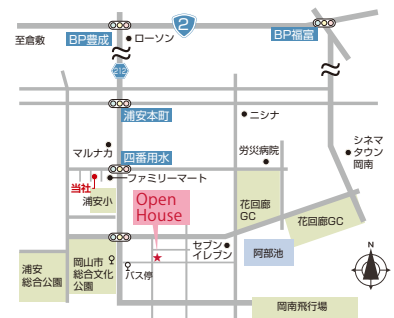 2
至倉敷
BP豊成
ローソン
BP福富
212
浦安本町
ニシナ
マルナカ
四番用水
労災病院
シネマ
タウン
岡南
当社
ファミリーマート
浦安小
Open
House
花回廊
GC
花回廊GC
セブン
イレブン
阿部池
浦安
総合公園
岡山市
総合文化
公園
バス停
N
岡南飛行場